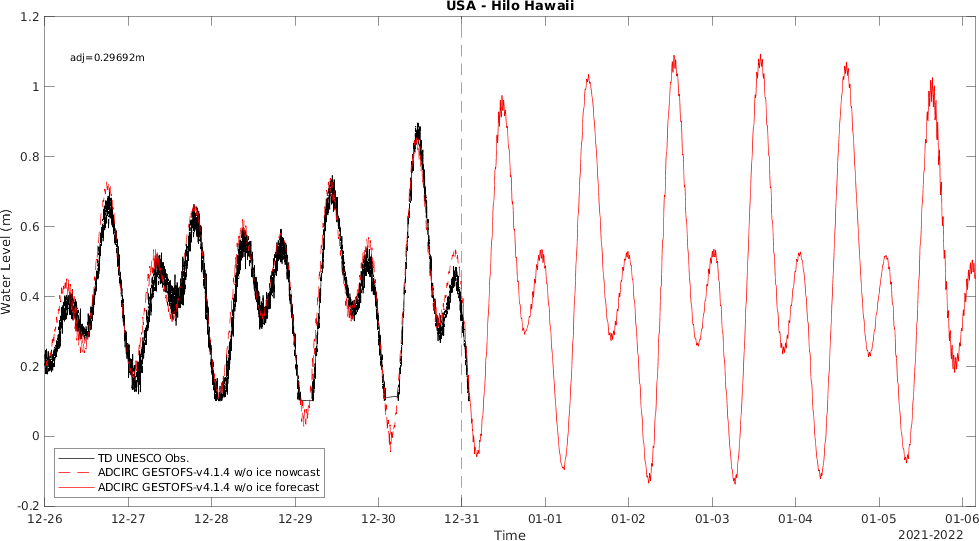 USA - Hilo Hawaii
1.2
adj=0.29692m
1
0.8
0.6
0.4
0.2
0
-0.2
Water Level (m)
TD UNESCO Obs.
ADCIRC GESTOFS-v4.1.4 w/o ice nowcast
ADCIRC GESTOFS-v4.1.4 w/o ice forecast
12-26 12-27 12-28 12-29 12-30 12-31 01-01 01-02 01-03 01-04 01-05 01-06
Time
2021-2022